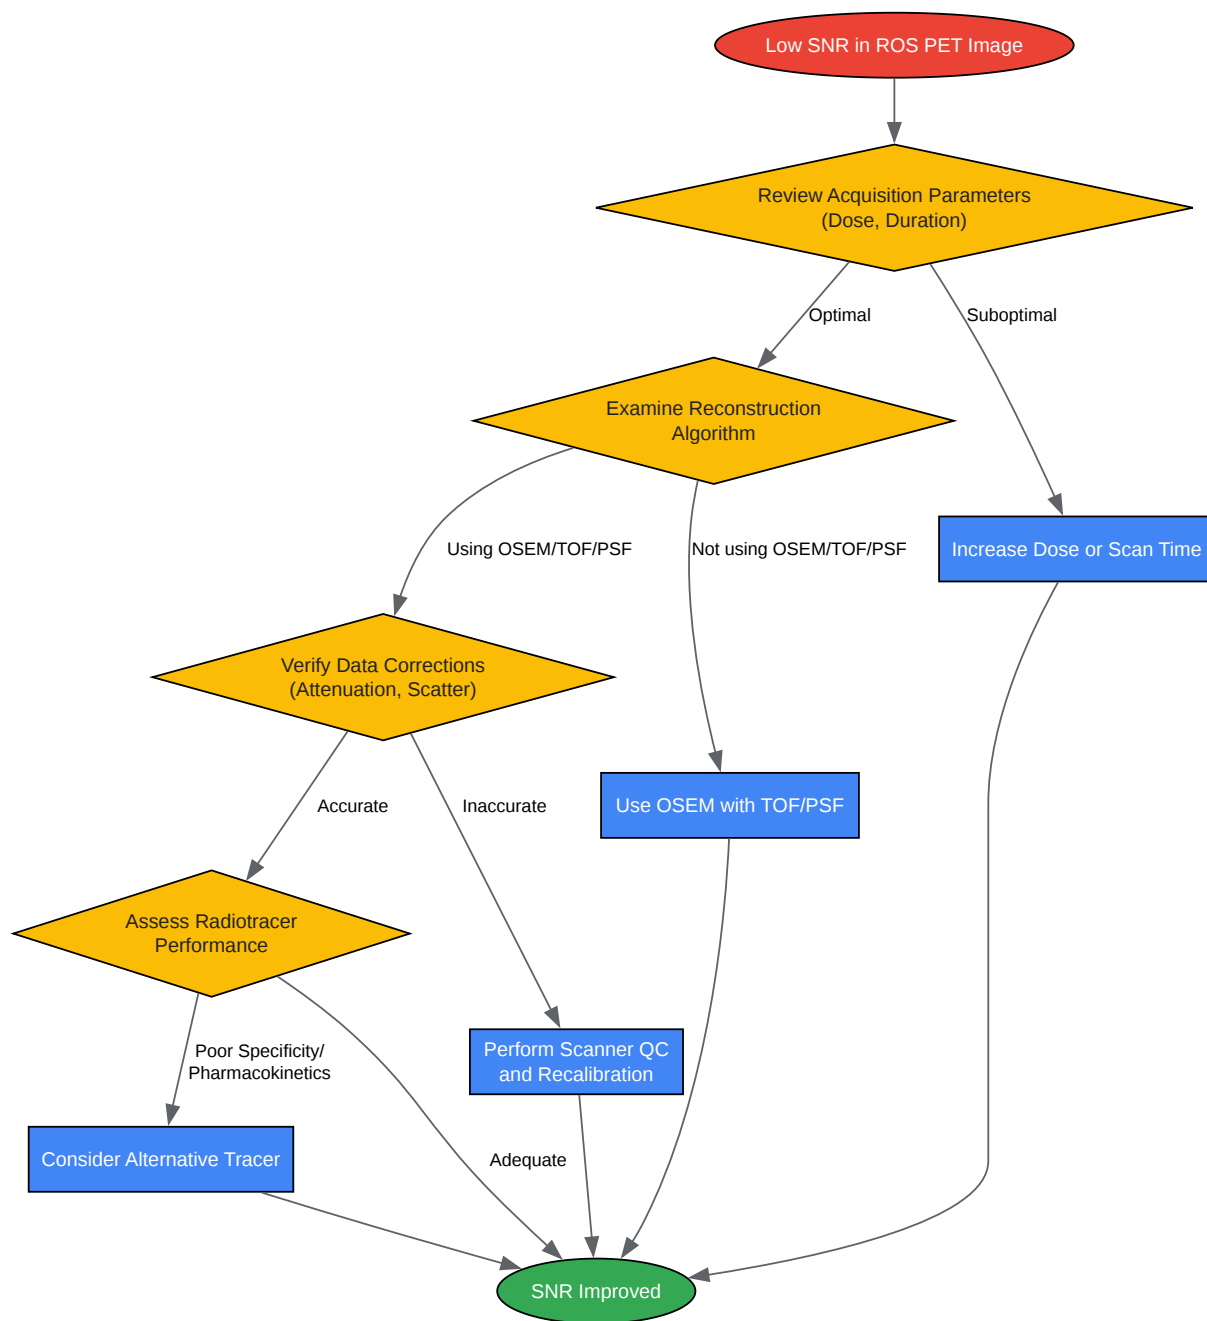 Low SNR in ROS PET Image
Review Acquisition Parameters
(Dose, Duration)
Optimal
Suboptimal
Examine Reconstruction
Algorithm
Using OSEM/TOF/PSF
Not using OSEM/TOF/PSF
Increase Dose or Scan Time
Verify Data Corrections
(Attenuation, Scatter)
Accurate
Inaccurate
Use OSEM with TOF/PSF
Assess Radiotracer
Performance
Poor Specificity/
Pharmacokinetics
Perform Scanner QC
and Recalibration
Consider Alternative Tracer
Adequate
SNR Improved